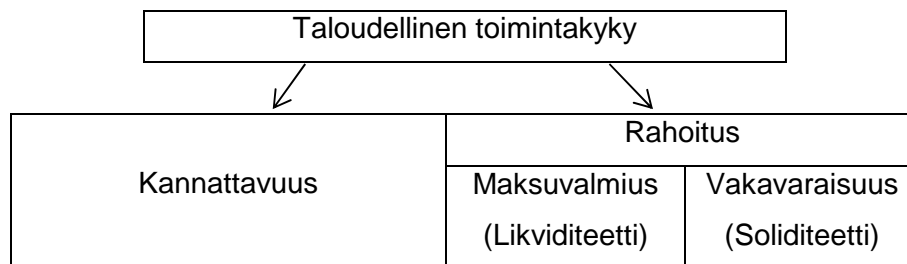 Taloudellinen toimintakyky
Rahoitus
Kannattavuus
Maksuvalmius
(Likviditeetti)
Vakavaraisuus
(Soliditeetti)